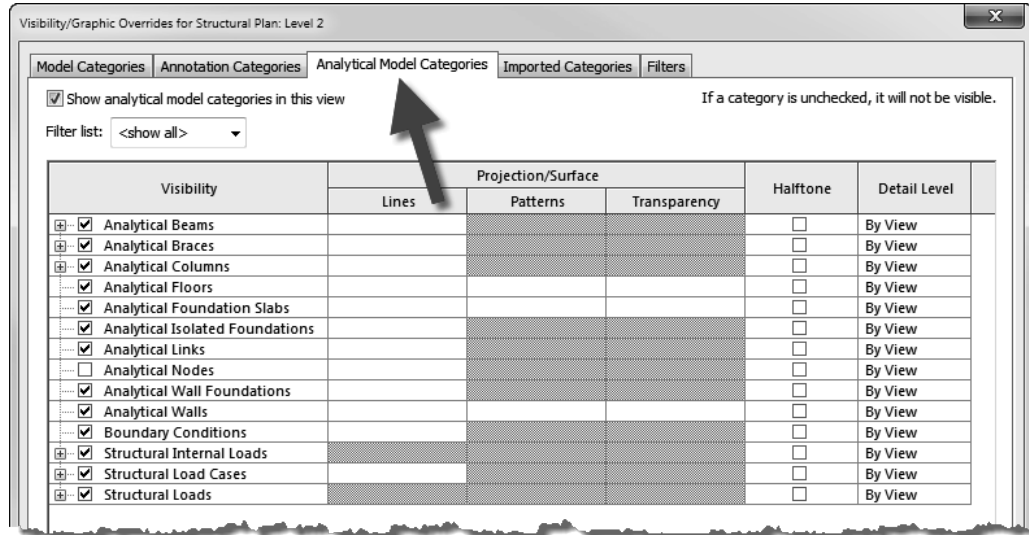 Visibility/Graphic Overrides for Structural Plan: Level 2
X
Model Categories Annotation Categories Analytical Model Categories Imported Categories Filters
Show analytical model categories in this view If a category is unchecked, it will not be visible.
Filter list: <show all>
Visibility Projection/Surface Halftone Detail Level
Lines Patterns Transparency
Analytical Beams By View
Analytical Braces By View
Analytical Columns By View
Analytical Floors By View
Analytical Foundation Slabs By View
Analytical Isolated Foundations By View
Analytical Links By View
Analytical Nodes By View
Analytical Wall Foundations By View
Analytical Walls By View
Boundary Conditions By View
Structural Internal Loads By View
Structural Load Cases By View
Structural Loads By View